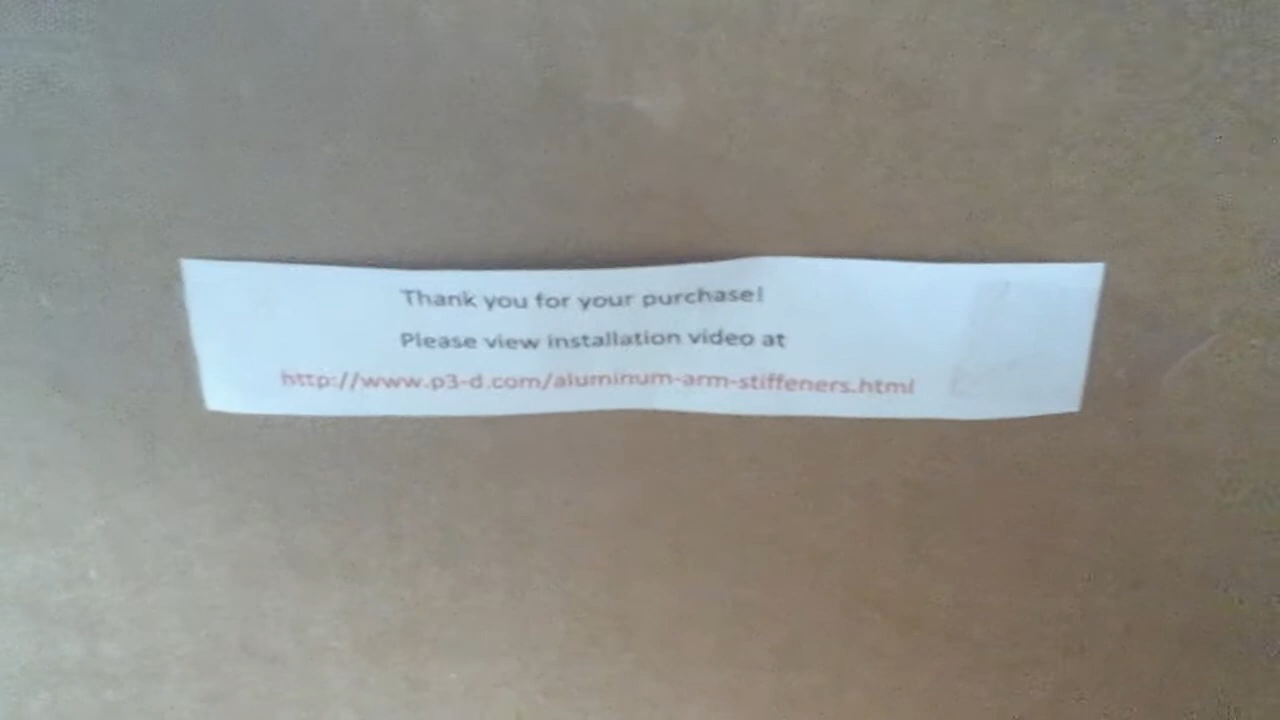 Thank you for your purchase!
Please view installation video at
http://www.p3-d.com/aluminum-arm-stiffeners.html